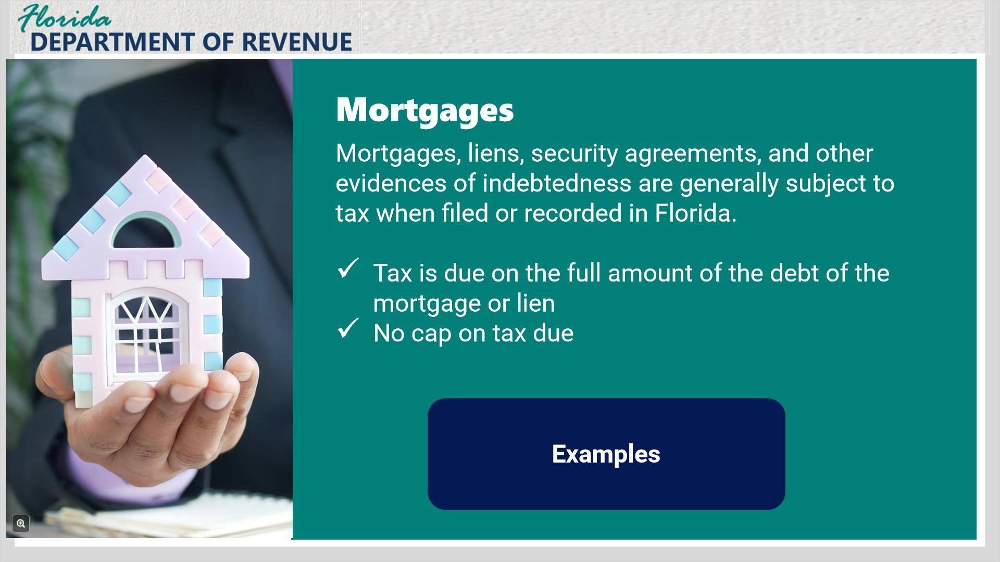 Florida
DEPARTMENT OF REVENUE
Mortgages
Mortgages, liens, security agreements, and other
evidences of indebtedness are generally subject to
tax when filed or recorded in Florida.
✓ Tax is due on the full amount of the debt of the
mortgage or lien
✓ No cap on tax due
Examples